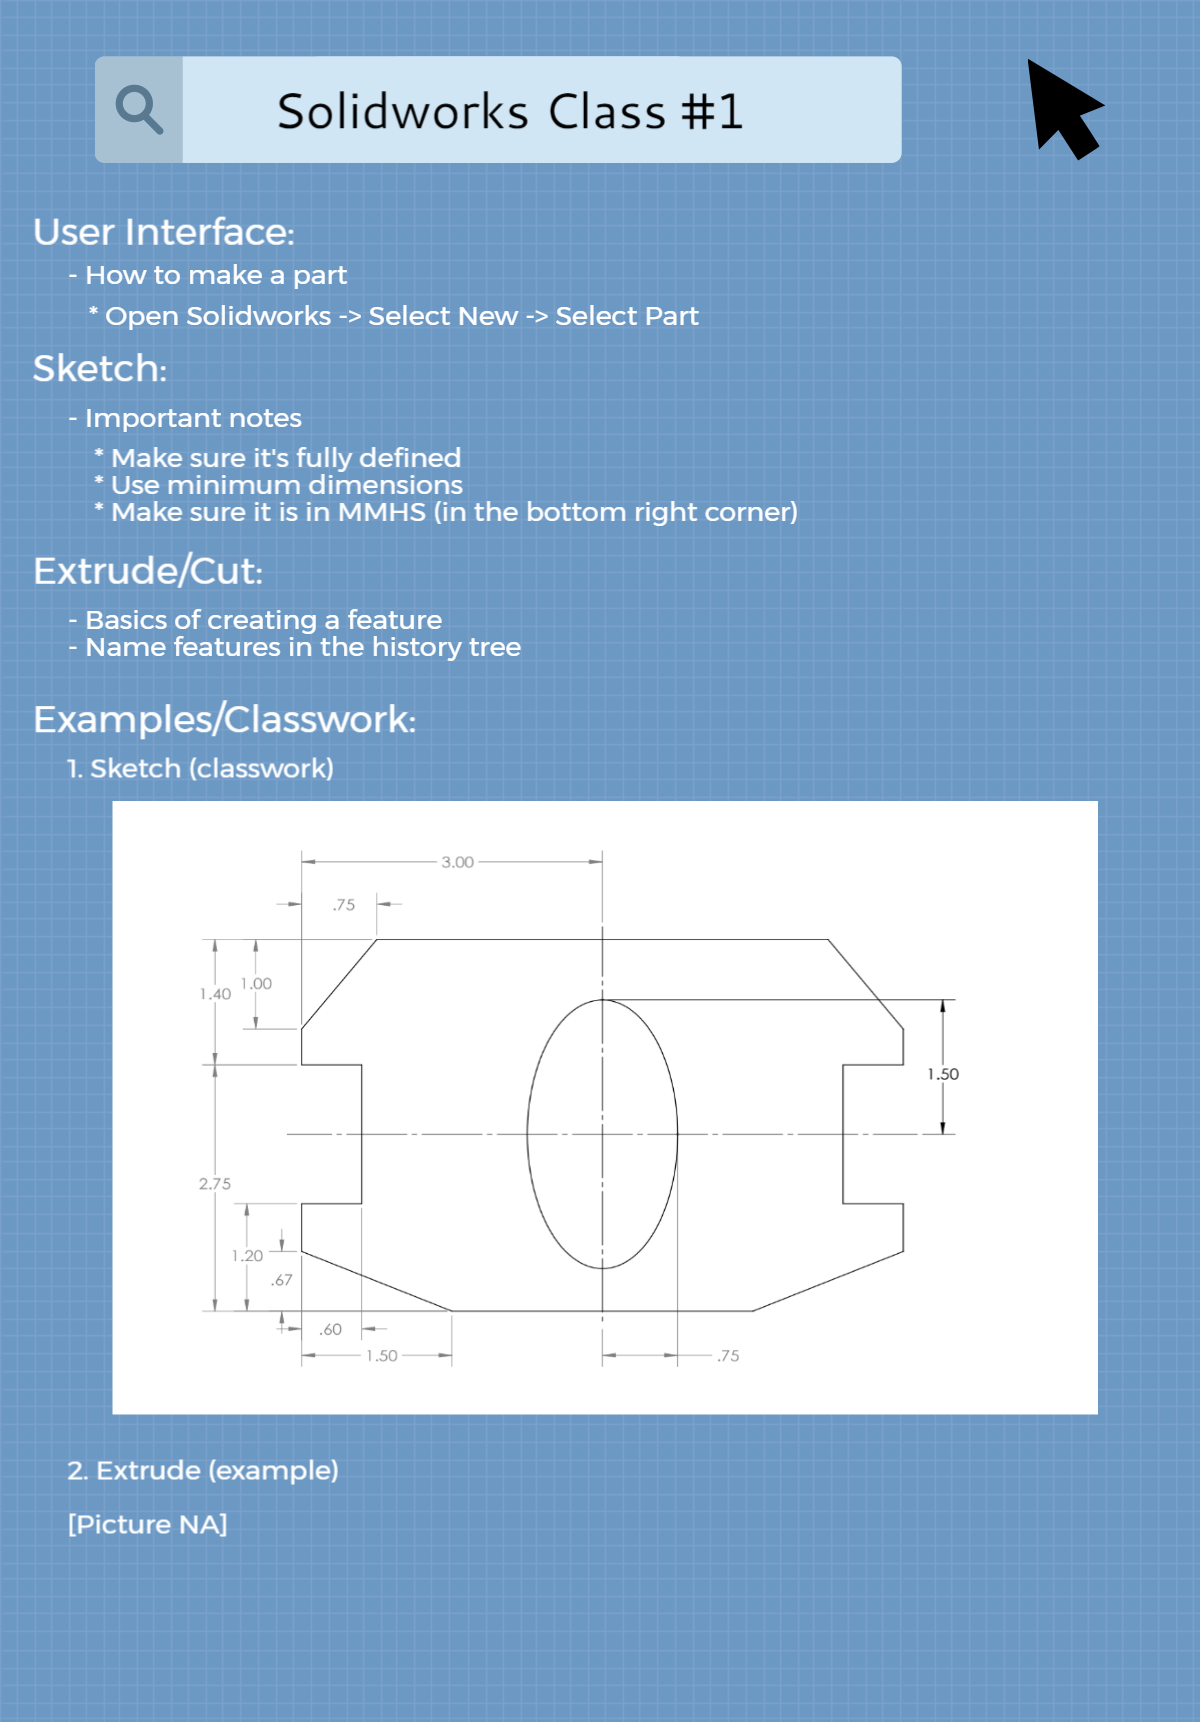 Solidworks Class #1
User Interface:
- How to make a part
* Open Solidworks -> Select New -> Select Part
Sketch:
- Important notes
* Make sure it's fully defined
* Use minimum dimensions
* Make sure it is in MMHS (in the bottom right corner)
Extrude/Cut:
- Basics of creating a feature
- Name features in the history tree
Examples/Classwork:
1. Sketch (classwork)
3.00
.75
1.00
1.40
1.50
2.75
1.20
.67
.60
1.50
.75
2. Extrude (example)
[Picture NA]